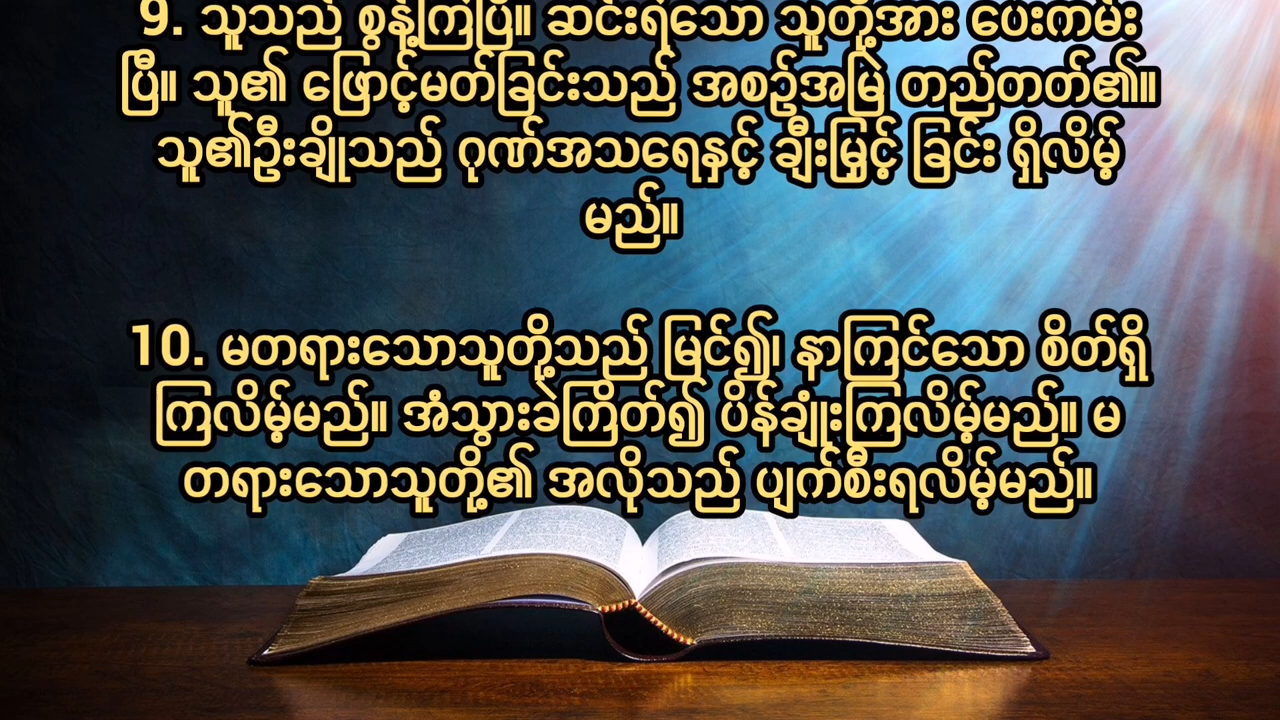 9. သူသည် စွန့်ကြဲပြီ။ ဆင်းရဲသော သူတို့အား ပေးကမ်း
ပြီ။ သူ၏ ဖြောင့်မတ်ခြင်းသည် အစဉ်အမြဲ တည်တတ်၏။
သူ၏ဦးချိုသည် ဂုဏ်အသရေနှင့် ချီးမြှင့် ခြင်း ရှိလိမ့်
မည်။
10. မတရားသောသူတို့သည် မြင်၍၊ နာကြင်သော စိတ်ရှိ
ကြလိမ့်မည်။ အံသွားခဲကြိတ်၍ ပိန်ချုံးကြလိမ့်မည်။ မ
တရားသောသူတို့၏ အလိုသည် ပျက်စီးရလိမ့်မည်။